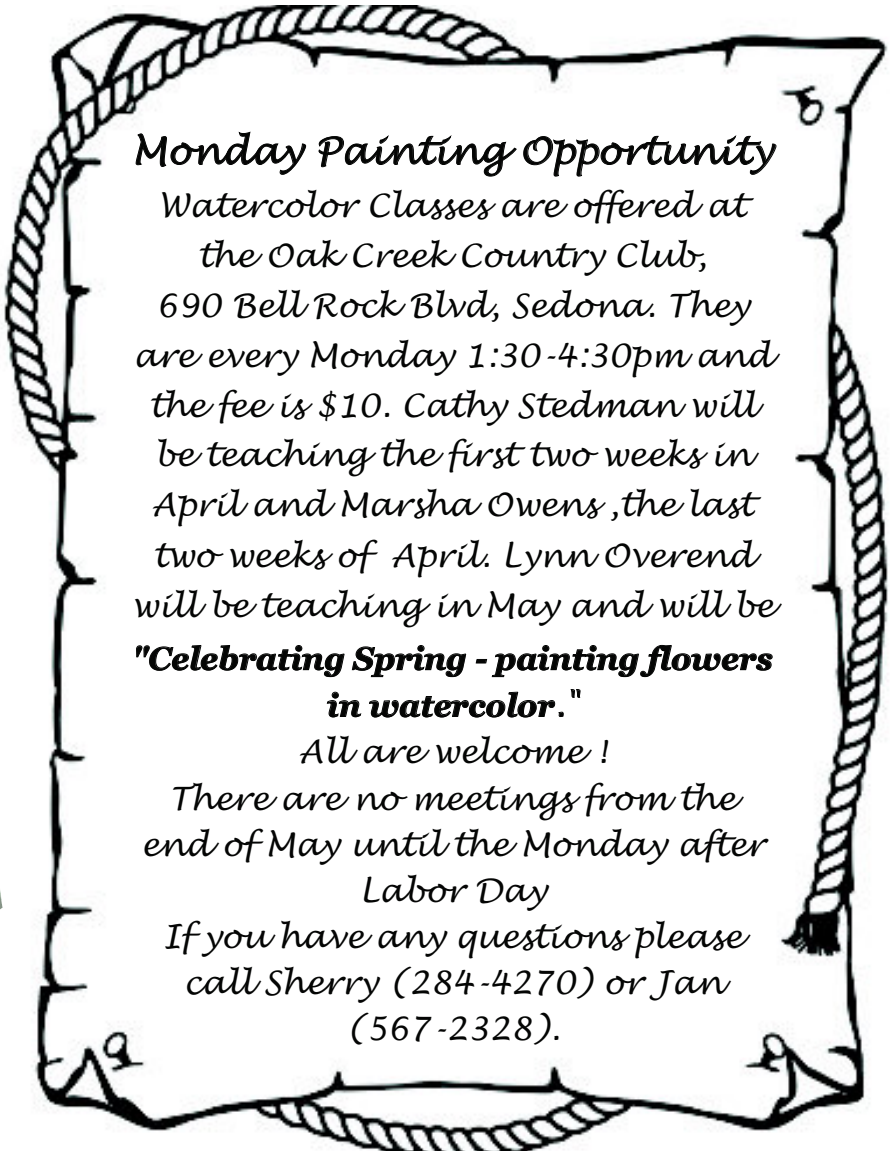 Monday Painting Opportunity
Watercolor Classes are offered at
the Oak Creek Country Club,
690 Bell Rock Blvd, Sedona. They
are every Monday 1:30-4:30pm and
the fee is $10. Cathy Stedman will
be teaching the first two weeks in
April and Marsha Owens ,the last
two weeks of April. Lynn Overend
will be teaching in May and will be
"Celebrating Spring - painting flowers
in watercolor."
All are welcome !
There are no meetings from the
end of May until the Monday after
Labor Day
If you have any questions please
call Sherry (284-4270) or Jan
(567-2328).